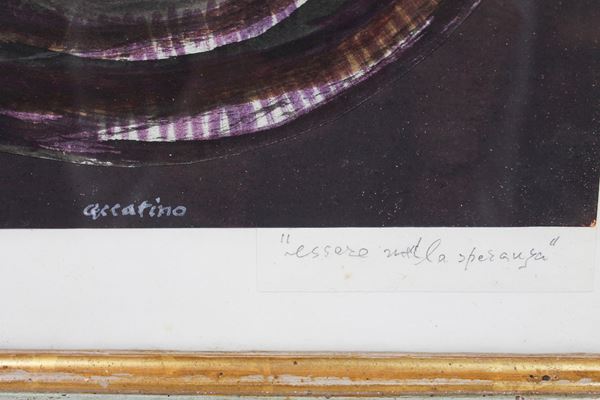 accatino
"essere nella speranza"